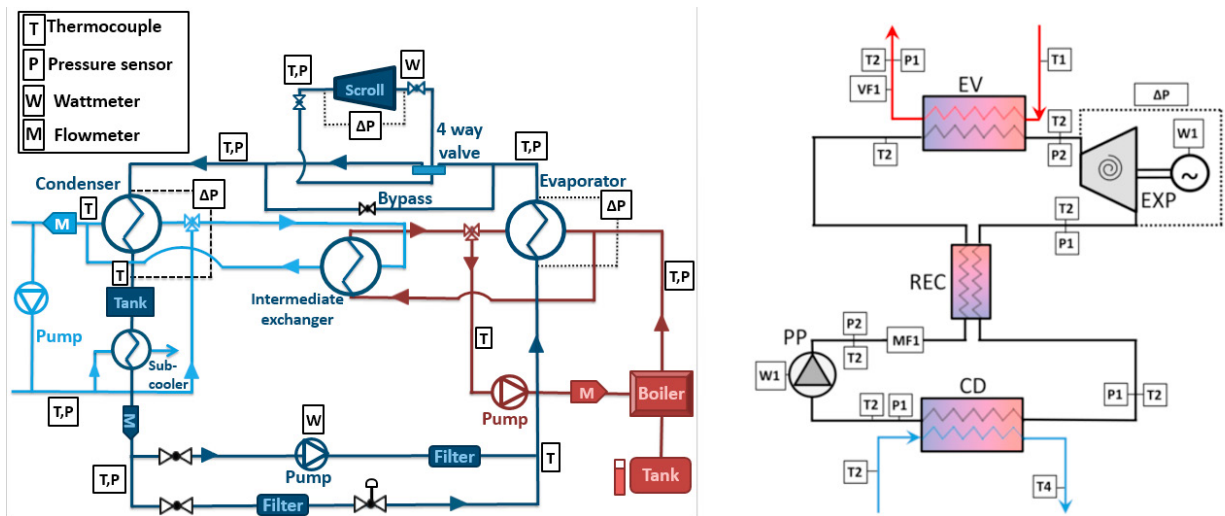 T Thermocouple
P Pressure sensor
W Wattmeter
M Flowmeter
T,P
W
Scroll
ΔP
4 way
valve
T,P
T,P
Condenser
Evaporator
ΔP
Bypass
ΔP
T
M
T
Intermediate
exchanger
T,P
Tank
Pump
Sub-
cooler
T
T,P
M
Pump
M
Boiler
W
Pump
Filter
T
Tank
T,P
Filter
T2
P1
T1
VF1
EV
ΔP
T2
T2
P2
W1
~
EXP
T2
P1
REC
PP
P2
MF1
T2
W1
CD
T2
P1
P1
T2
T2
T4